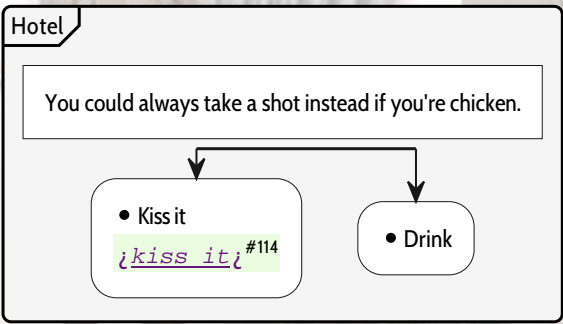 Hotel
You could always take a shot instead if you're chicken.
• Kiss it
¿kiss it¿#114
• Drink